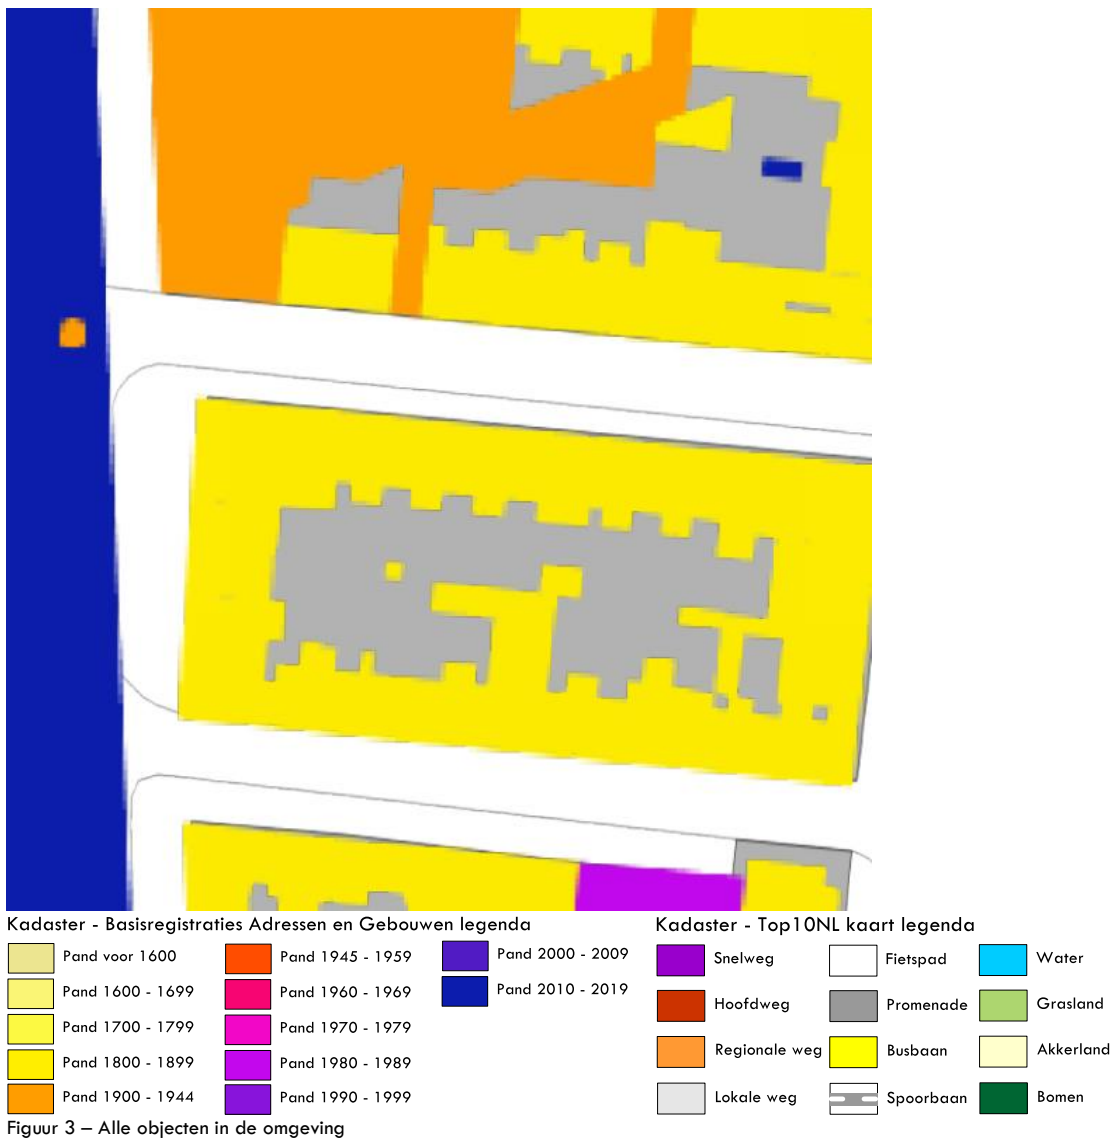 Kadaster - Basisregistraties Adressen en Gebouwen legenda
Pand voor 1600
Pand 1600 - 1699
Pand 1700 - 1799
Pand 1800 - 1899
Pand 1900 - 1944
Pand 1945 - 1959
Pand 1960 - 1969
Pand 1970 - 1979
Pand 1980 - 1989
Pand 1990 - 1999
Pand 2000 - 2009
Pand 2010 - 2019
Kadaster - Top10NL kaart legenda
Snelweg
Hoofdweg
Regionale weg
Lokale weg
Fietspad
Promenade
Busbaan
Spoorbaan
Water
Grasland
Akkerland
Bomen
Figuur 3 – Alle objecten in de omgeving